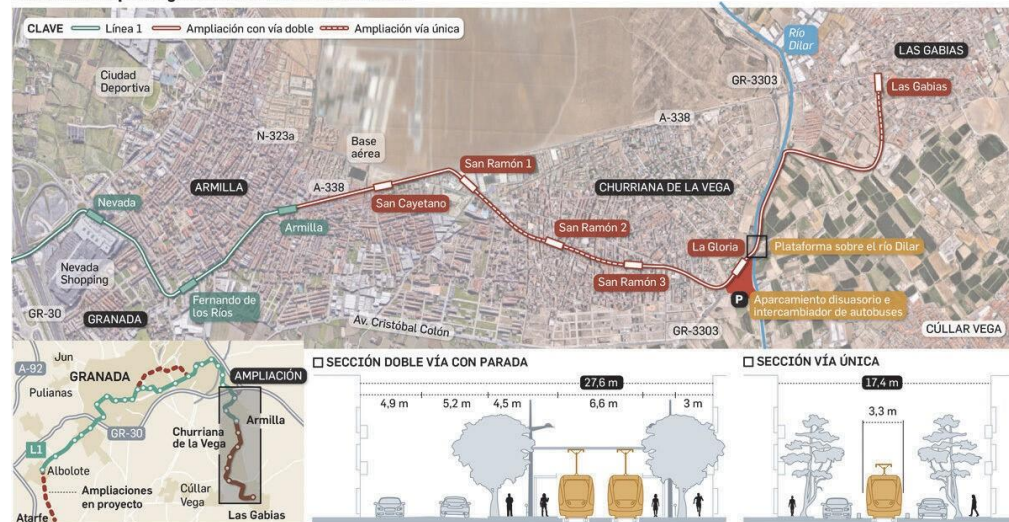 CLAVE
Línea 1
Ampliación con vía doble
Ampliación vía única
Río
Dilar
LAS GABIAS
GR-3303
Las Gabias
Ciudad
Deportiva
N-323a
A-338
Base
aérea
San Ramón 1
ARMILLA
A-338
San Cayetano
CHURRIANA DE LA VEGA
Nevada
Armilla
San Ramón 2
La Gloria
Plataforma sobre el río Dilar
San Ramón 3
Nevada
Shopping
Fernando de
los Ríos
P
Aparcamiento disuasorio e
intercambiador de autobuses
GR-30
GRANADA
Av. Cristóbal Colón
GR-3303
CÚLLAR VEGA
Jun
A-92
GRANADA
AMPLIACIÓN
Pulianas
Armilla
GR-30
Churriana
de la Vega
L1
Albolote
Ampliaciones
en proyecto
Cúllar
Vega
Atarfe
Las Gabias
SECCIÓN DOBLE VÍA CON PARADA
27,6 m
4,9 m
5,2 m
4,5 m
6,6 m
3 m
SECCIÓN VÍA ÚNICA
17,4 m
3,3 m